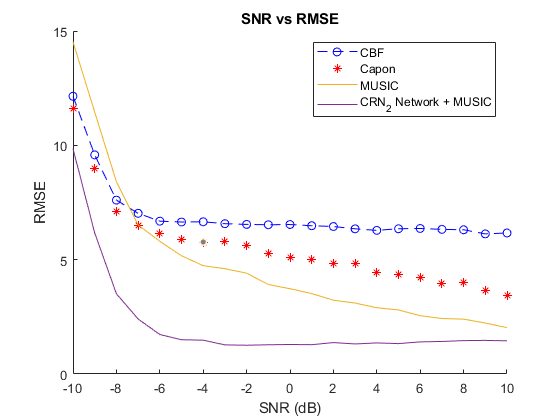 SNR vs RMSE
15
10
5
0
RMSE
CBF
Capon
MUSIC
CRN2 Network + MUSIC
-10 -8 -6 -4 -2 0 2 4 6 8 10
SNR (dB)